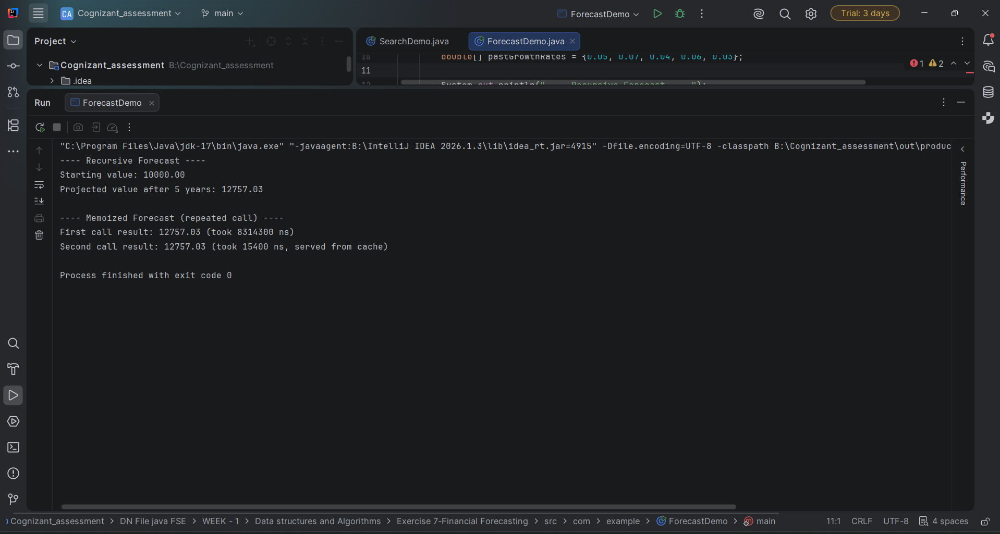 CA Cognizant_assessment main ForecastDemo Trial: 3 days
Project
SearchDemo.java ForecastDemo.java
Cognizant_assessment B:\Cognizant_assessment
.idea
10 double[] pastGrowthRates = {0.05, 0.07, 0.04, 0.06, 0.03};
1 2
11
12 System.out.println("---- Recursive Forecast ----");
Run ForecastDemo
"C:\Program Files\Java\jdk-17\bin\java.exe" "-javaagent:B:\IntelliJ IDEA 2026.1.3\lib\idea_rt.jar=4915" -Dfile.encoding=UTF-8 -classpath B:\Cognizant_assessment\out\produc
---- Recursive Forecast ----
Starting value: 10000.00
Projected value after 5 years: 12757.03
---- Memoized Forecast (repeated call) ----
First call result: 12757.03 (took 8314300 ns)
Second call result: 12757.03 (took 15400 ns, served from cache)
Process finished with exit code 0
Performance
Cognizant_assessment > DN File java FSE > WEEK - 1 > Data structures and Algorithms > Exercise 7-Financial Forecasting > src > com > example > ForecastDemo > main 11:1 CRLF UTF-8 4 spaces